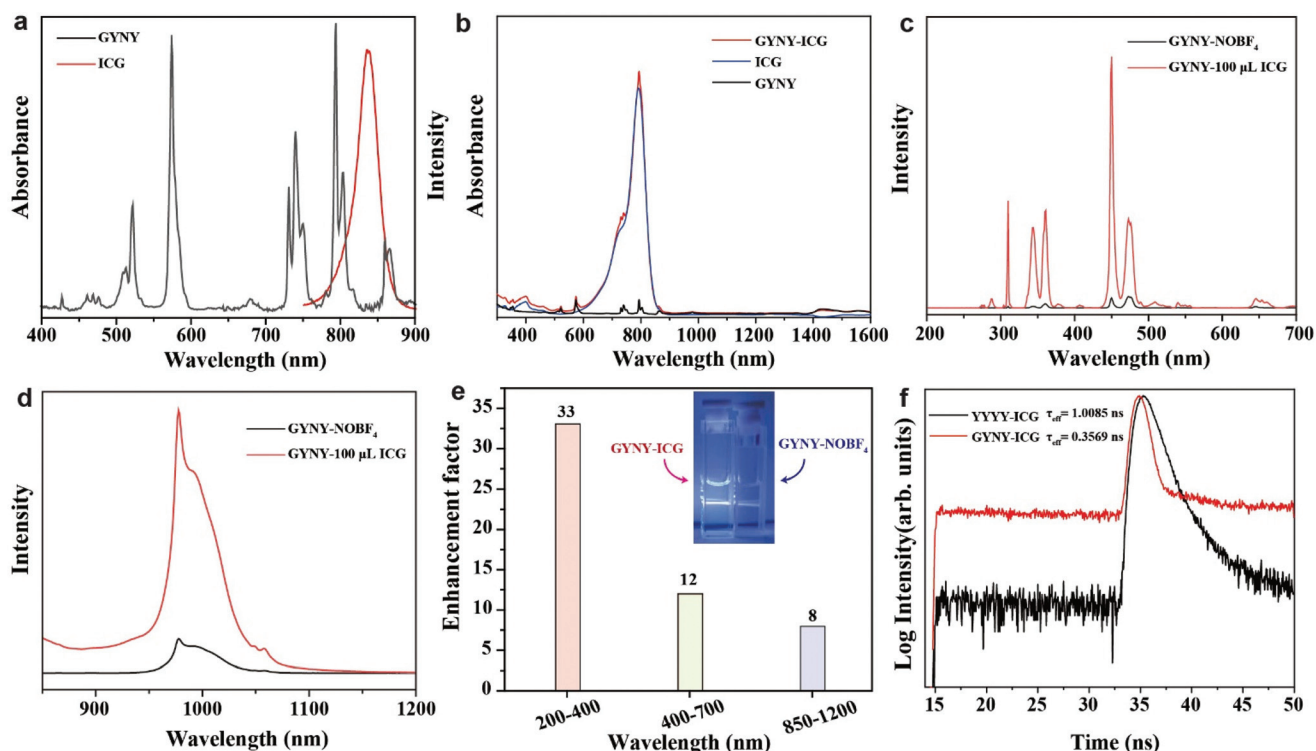 a
GYNY
ICG
Absorbance
Intensity
400 500 600 700 800 900
Wavelength (nm)
b
GYNY-ICG
ICG
GYNY
Absorbance
400 600 800 1000 1200 1400 1600
Wavelength (nm)
c
GYNY-NOBF4
GYNY-100 μL ICG
Intensity
200 300 400 500 600 700
Wavelength (nm)
d
GYNY-NOBF4
GYNY-100 μL ICG
Intensity
900 1000 1100 1200
Wavelength (nm)
e
Enhancement factor
35
30
25
20
15
10
5
0
33
12
8
GYNY-ICG
GYNY-NOBF4
200-400 400-700 850-1200
Wavelength (nm)
f
YYYY-ICG τeff= 1.0085 ns
GYNY-ICG τeff= 0.3569 ns
Log Intensity(arb. units)
15 20 25 30 35 40 45 50
Time (ns)